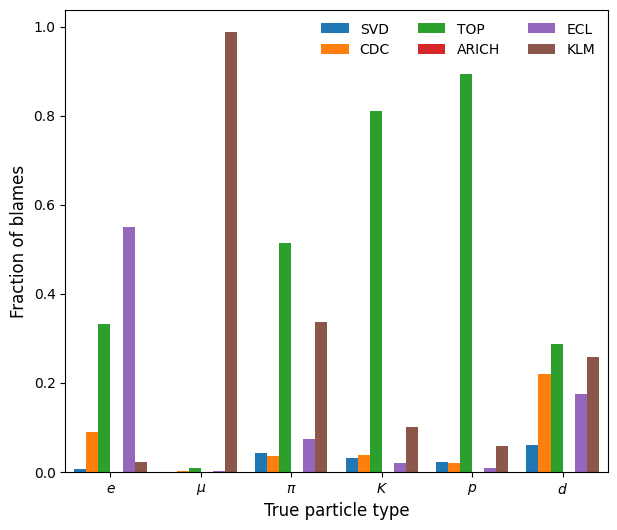 SVD TOP ECL
CDC ARICH KLM
Fraction of blames
1.0
0.8
0.6
0.4
0.2
0.0
e μ π K p d
True particle type